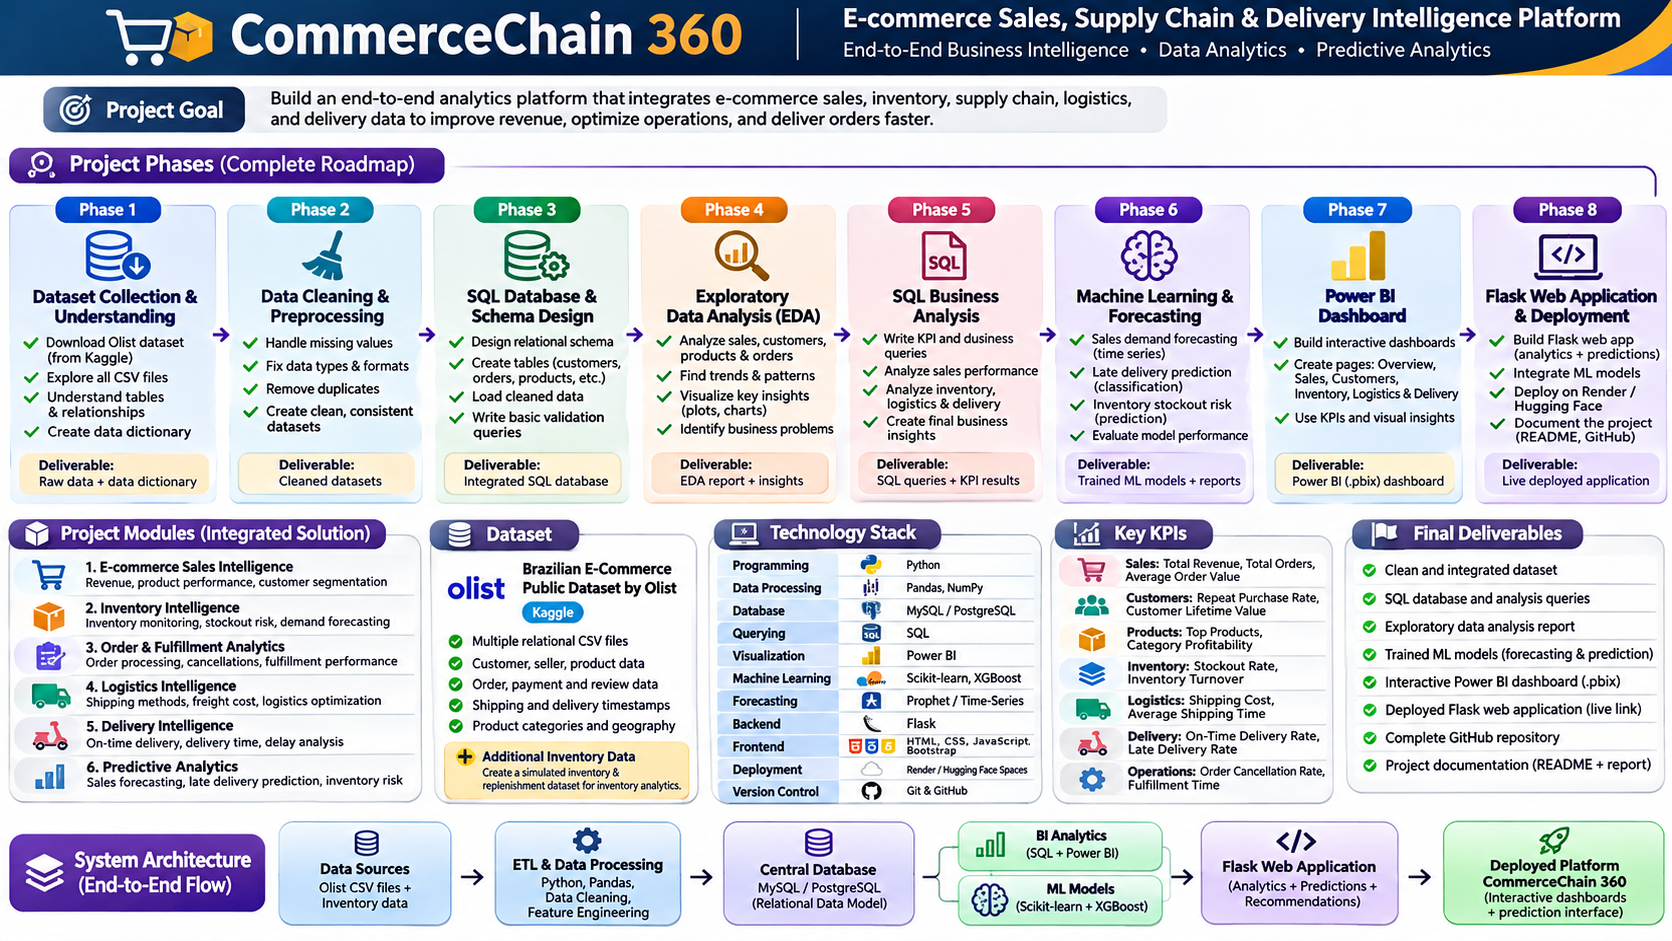 CommerceChain 360
E-commerce Sales, Supply Chain & Delivery Intelligence Platform
End-to-End Business Intelligence • Data Analytics • Predictive Analytics
Project Goal
Build an end-to-end analytics platform that integrates e-commerce sales, inventory, supply chain, logistics,
and delivery data to improve revenue, optimize operations, and deliver orders faster.
Project Phases (Complete Roadmap)
Phase 1
Dataset Collection &
Understanding
Download Olist dataset
(from Kaggle)
Explore all CSV files
Understand tables
& relationships
Create data dictionary
Deliverable:
Raw data + data dictionary
Phase 2
Data Cleaning &
Preprocessing
Handle missing values
Fix data types & formats
Remove duplicates
Create clean, consistent
datasets
Deliverable:
Cleaned datasets
Phase 3
SQL Database &
Schema Design
Design relational schema
Create tables (customers,
orders, products, etc.)
Load cleaned data
Write basic validation
queries
Deliverable:
Integrated SQL database
Phase 4
Exploratory
Data Analysis (EDA)
Analyze sales, customers,
products & orders
Find trends & patterns
Visualize key insights
(plots, charts)
Identify business problems
Deliverable:
EDA report + insights
Phase 5
SQL
SQL Business
Analysis
Write KPI and dusiness
queries
Analyze sales performance
Analyze inventory,
logistics & delivery
Create final business
insights
Deliverable:
SQL queries + KPI results
Phase 6
Machine Learning &
Forecasting
Sales demand forecasting
(time series)
Late delivery prediction
(classification)
Inventory stockout risk
(prediction)
Evaluate model performance
Deliverable:
Trained ML models + reports
Phase 7
Power BI
Dashboard
Build interactive dashboards
Create pages: Overview,
Sales, Customers,
Inventory, Logistics & Delivery
Use KPIs and visual insights
Deliverable:
Power BI (.pbix) dashboard
Phase 8
</>
Flask Web Application
& Deployment
Build Flask web app
(analytics + predictions)
Integrate ML models
Deploy on Render /
Hugging Face
Document the project
(README, GitHub)
Deliverable:
Live deployed application
Project Modules (Integrated Solution)
1. E-commerce Sales Intelligence
Revenue, product performance, customer segmentation
2. Inventory Intelligence
Inventory monitoring, stockout risk, demand forecasting
3. Order & Fulfillment Analytics
Order processing, cancellations, fulfillment performance
4. Logistics Intelligence
Shipping methods, freight cost, logistics optimization
5. Delivery Intelligence
On-time delivery, delivery time, delay analysis
6. Predictive Analytics
Sales forecasting, late delivery prediction, inventory risk
Dataset
olist
Brazilian E-Commerce
Public Dataset by Olist
Kaggle
Multiple relational CSV files
Customer, seller, product data
Order, payment and review data
Shipping and delivery timestamps
Product categories and geography
Additional Inventory Data
Create a simulated inventory &
replenishment dataset for inventory analytics.
Technology Stack
Programming Python
Data Processing Pandas, NumPy
Database MySQL / PostgreSQL
Querying SQL SQL
Visualization Power BI
Machine Learning Scikit-learn, XGBoost
Forecasting Prophet / Time-Series
Backend Flask
Frontend HTML, CSS, JavaScript.
Bootstrap
Deployment Render / Hugging Face Spaces
Version Control Git & GitHub
Key KPIs
Sales: Total Revenue, Total Orders,
Average Order Value
Customers: Repeat Purchase Rate,
Customer Lifetime Value
Products: Top Products,
Category Profitability
Inventory: Stockout Rate,
Inventory Turnover
Logistics: Shipping Cost,
Average Shipping Time
Delivery: On-Time Delivery Rate,
Late Delivery Rate
Operations: Order Cancellation Rate,
Fulfillment Time
Final Deliverables
Clean and integrated dataset
SQL database and analysis queries
Exploratory data analysis report
Trained ML models (forecasting & prediction)
Interactive Power BI dashboard (.pbix)
Deployed Flask web application (live link)
Complete GitHub repository
Project documentation (README + report)
System Architecture
(End-to-End Flow)
Data Sources
Olist CSV files +
Inventory data
ETL & Data Processing
Python, Pandas,
Data Cleaning,
Feature Engineering
Central Database
MySQL / PostgreSQL
(Relational Data Model)
BI Analytics
(SQL + Power BI)
ML Models
(Scikit-learn + XGBoost)
</>
Flask Web Application
(Analytics + Predictions +
Recommendations)
Deployed Platform
CommerceChain 360
(Interactive dashboards
+ prediction interface)